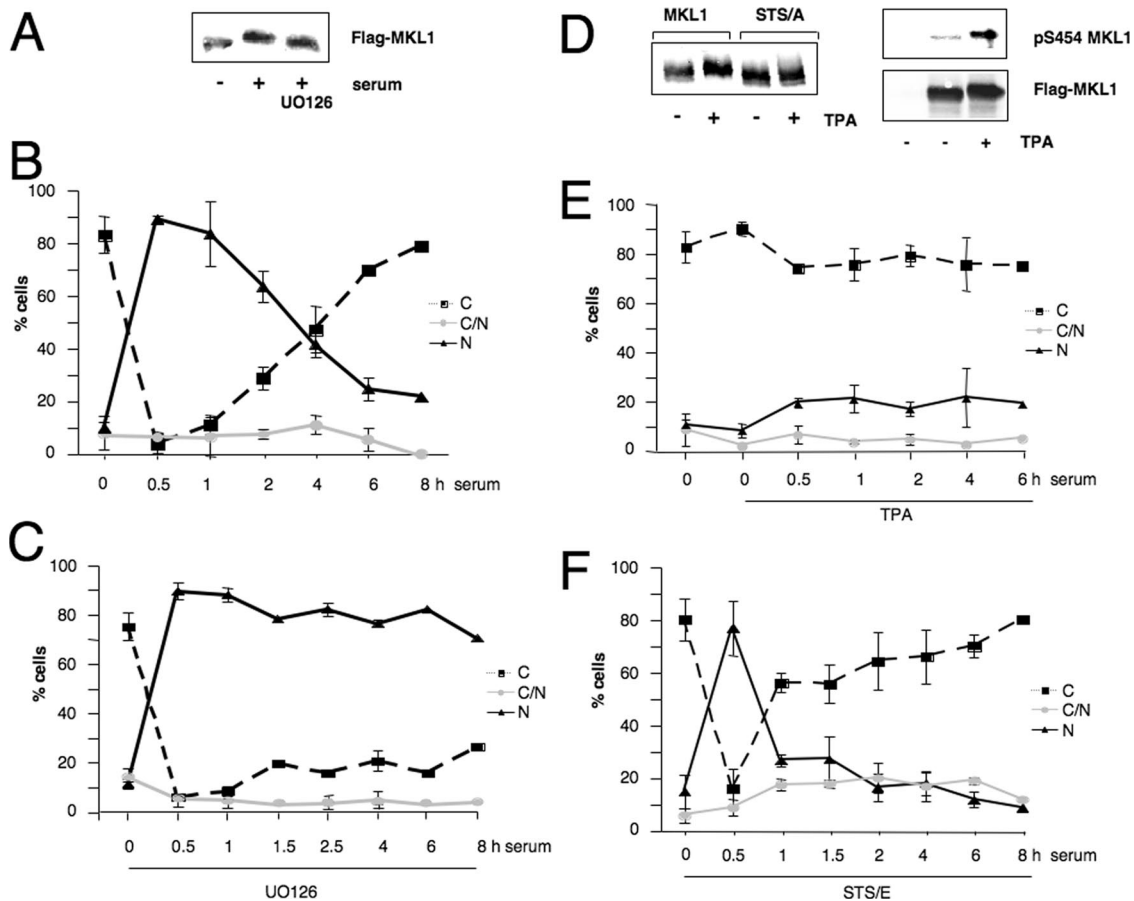 A
Flag-MKL1
- + + serum
UO126
D
MKL1 STS/A
- + - + TPA
pS454 MKL1
Flag-MKL1
- - + TPA
B
100
80
60
40
20
0
% cells
C
C/N
N
0 0.5 1 2 4 6 8 h serum
C
100
80
60
40
20
0
% cells
C
C/N
N
0 0.5 1 1.5 2.5 4 6 8 h serum
UO126
E
100
80
60
40
20
0
% cells
C
C/N
N
0 0 0.5 1 2 4 6 h serum
TPA
F
100
80
60
40
20
0
% cells
C
C/N
N
0 0.5 1 1.5 2 4 6 8 h serum
STS/E